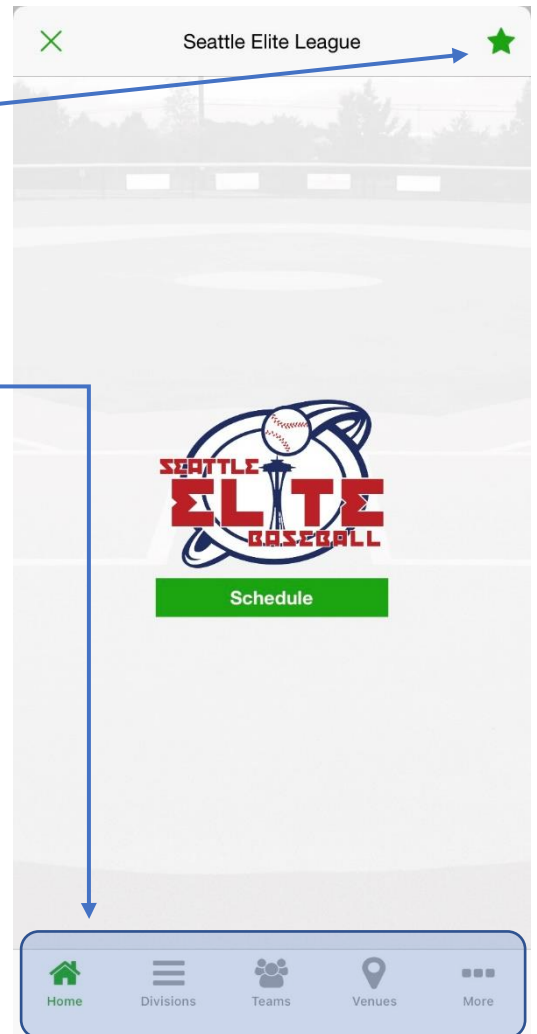 Seattle Elite League
SEATTLE
ELITE
BASEBALL
Schedule
Home Divisions Teams Venues More